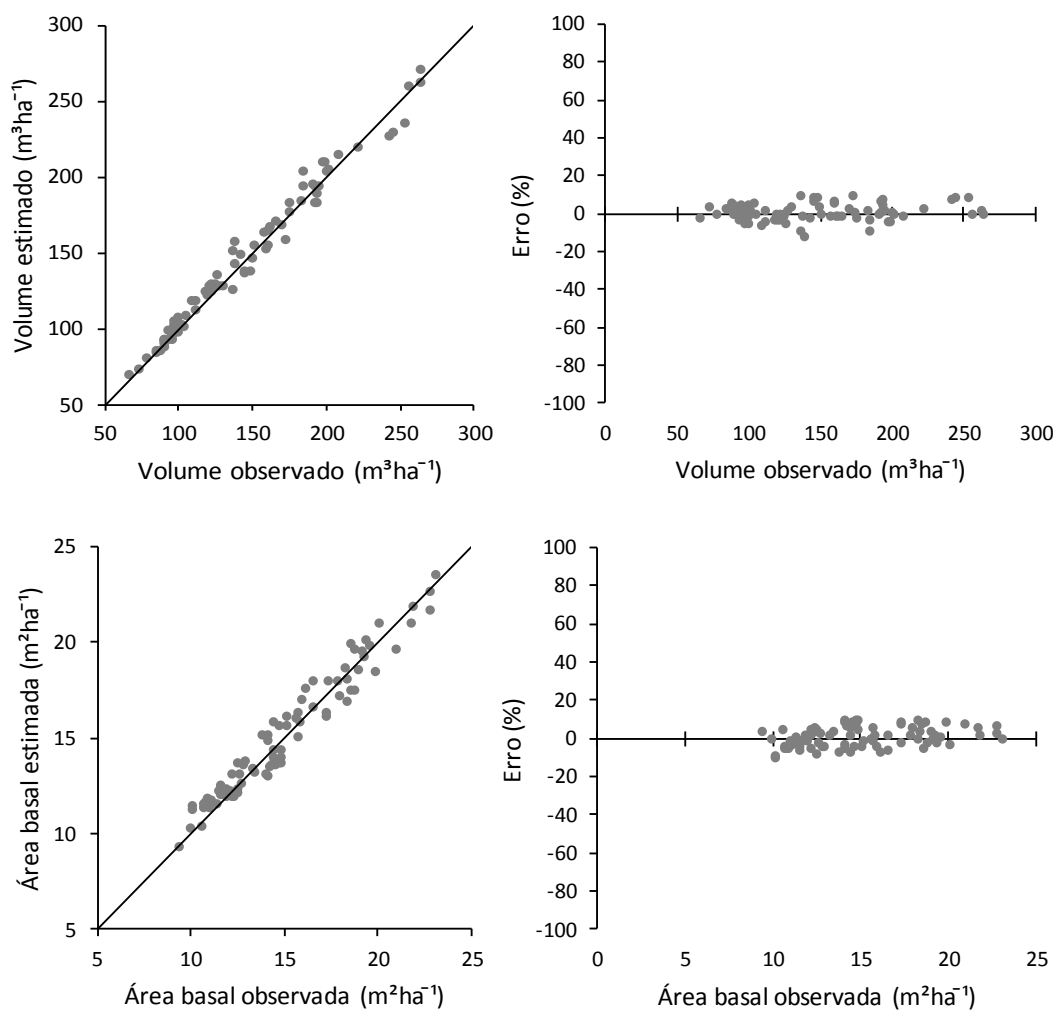 300
250
200
150
100
50
50 100 150 200 250 300
Volume estimado (m³ha⁻¹)
Volume observado (m³ha⁻¹)
100
80
60
40
20
0
-20
-40
-60
-80
-100
0 50 100 150 200 250 300
Erro (%)
Volume observado (m³ha⁻¹)
25
20
15
10
5
5 10 15 20 25
Área basal estimada (m²ha⁻¹)
Área basal observada (m²ha⁻¹)
100
80
60
40
20
0
-20
-40
-60
-80
-100
0 5 10 15 20 25
Erro (%)
Área basal observada (m²ha⁻¹)